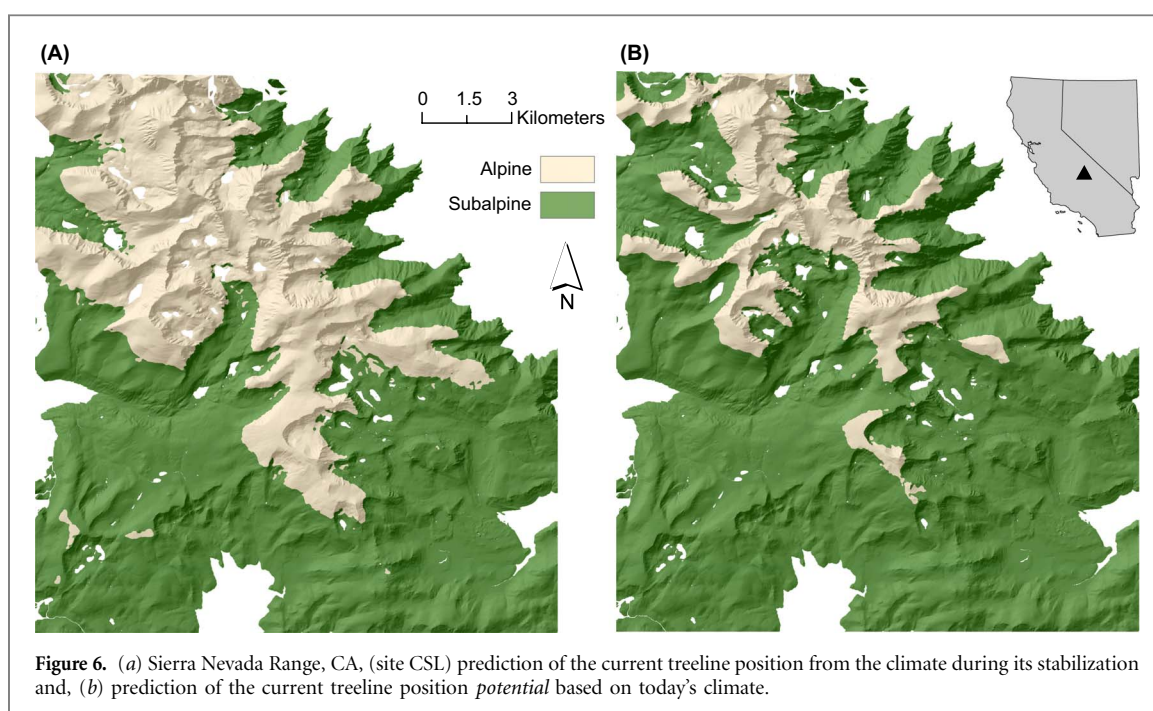 (A)
(B)
0 1.5 3
Kilometers
Alpine
Subalpine
N
Figure 6. (a) Sierra Nevada Range, CA, (site CSL) prediction of the current treeline position from the climate during its stabilization
and, (b) prediction of the current treeline position potential based on today's climate.